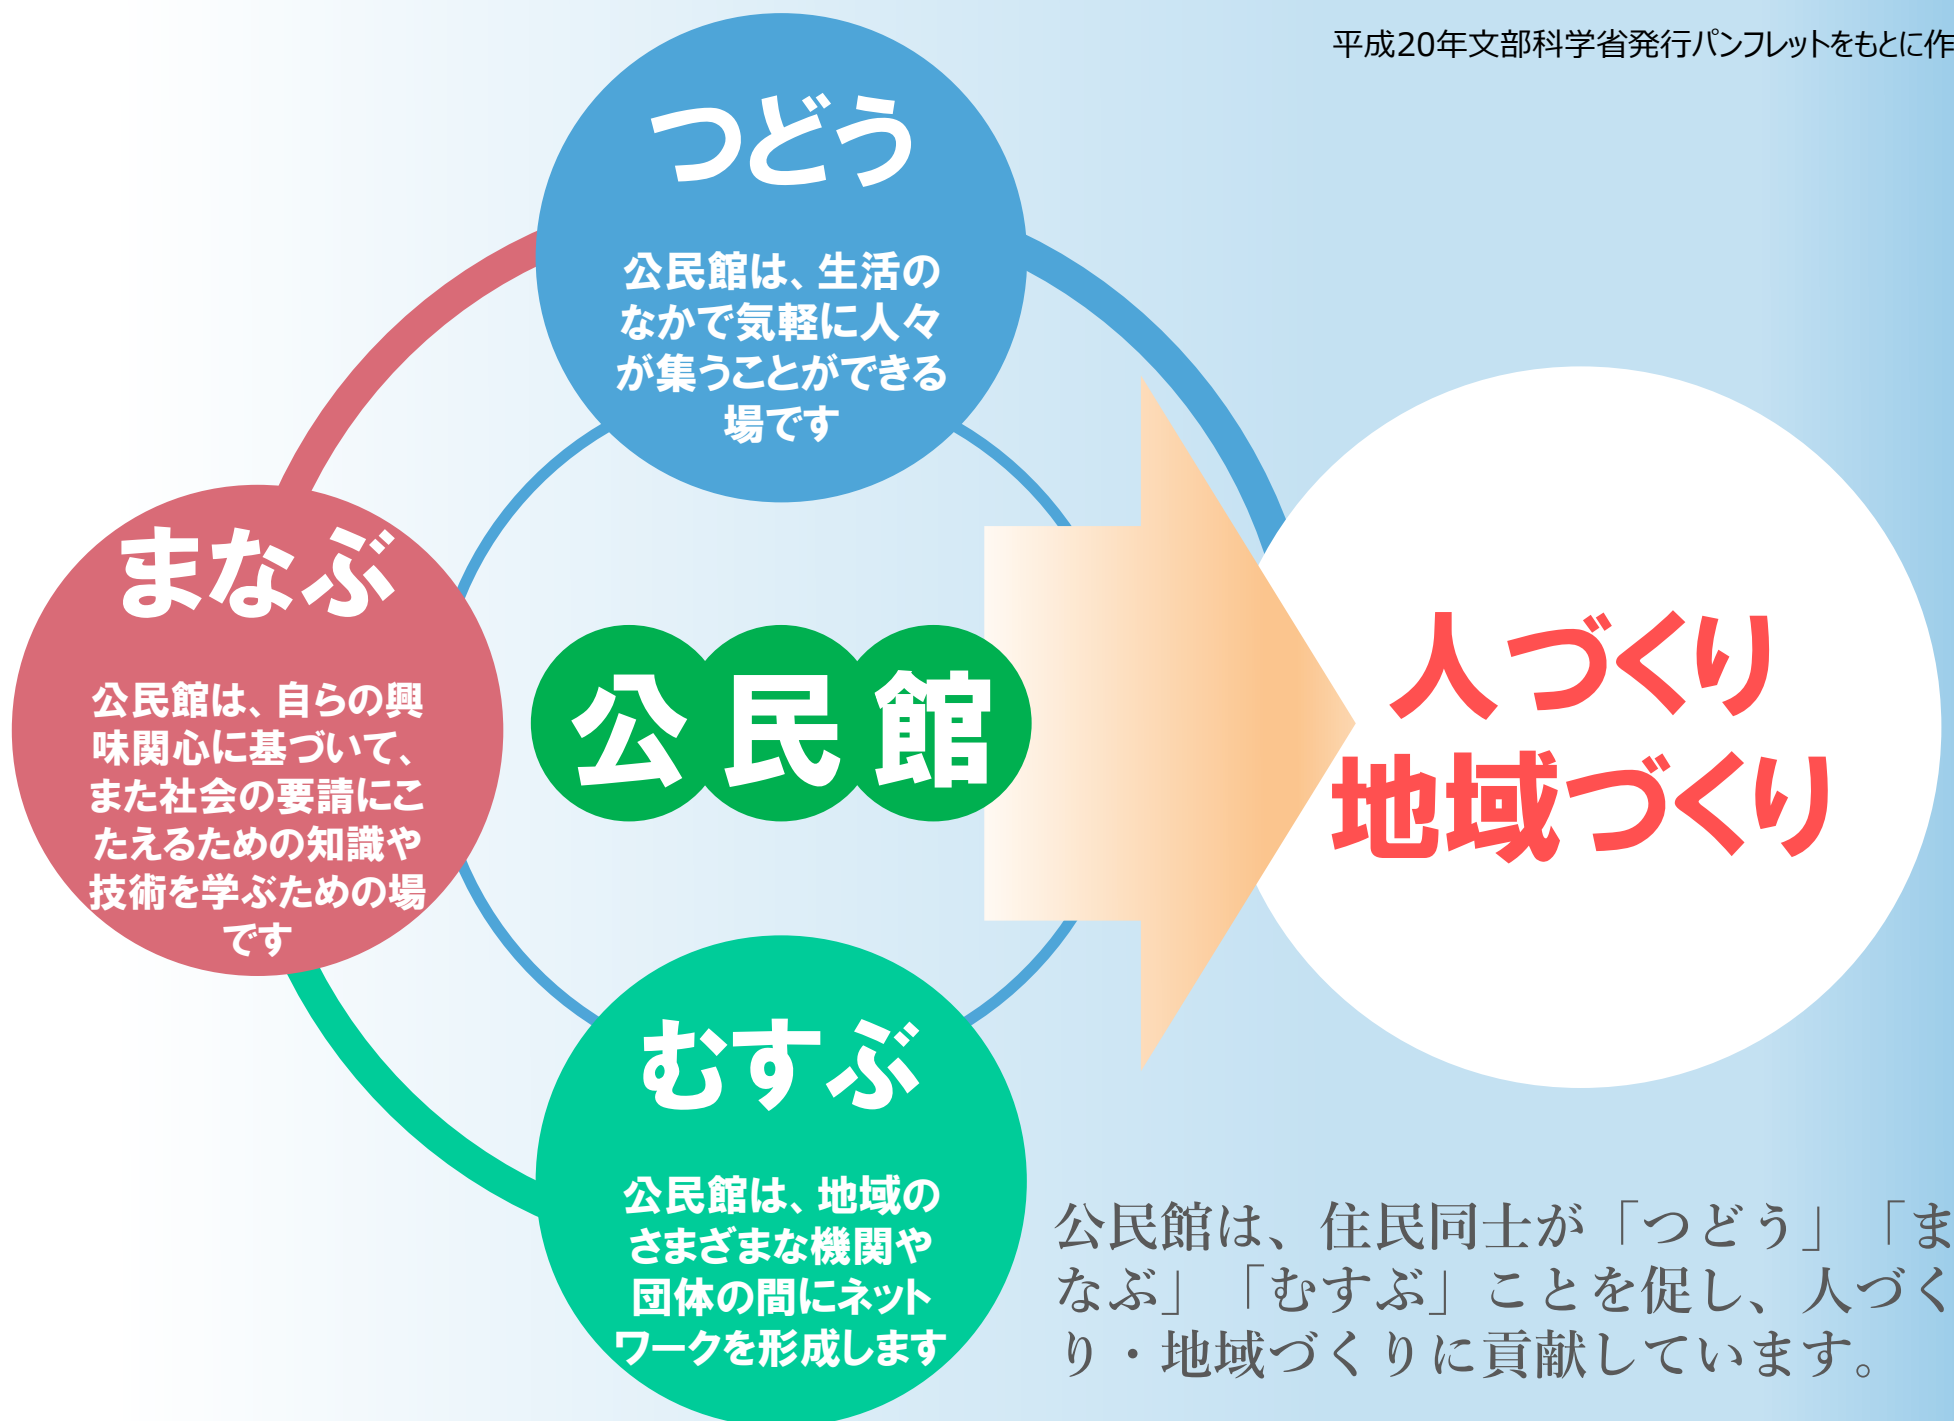 平成20年文部科学省発行パンフレットをもとに作
つどう
公民館は、生活の
なかで気軽に人々
が集うことができる
場です
まなぶ
公民館は、自らの興
味関心に基づいて、
また社会の要請にこ
たえるための知識や
技術を学ぶための場
です
公民館
人づくり
地域づくり
むすぶ
公民館は、地域の
さまざまな機関や
団体の間にネット
ワークを形成します
公民館は、住民同士が「つどう」「ま
なぶ」「むすぶ」ことを促し、人づく
り・地域づくりに貢献しています。